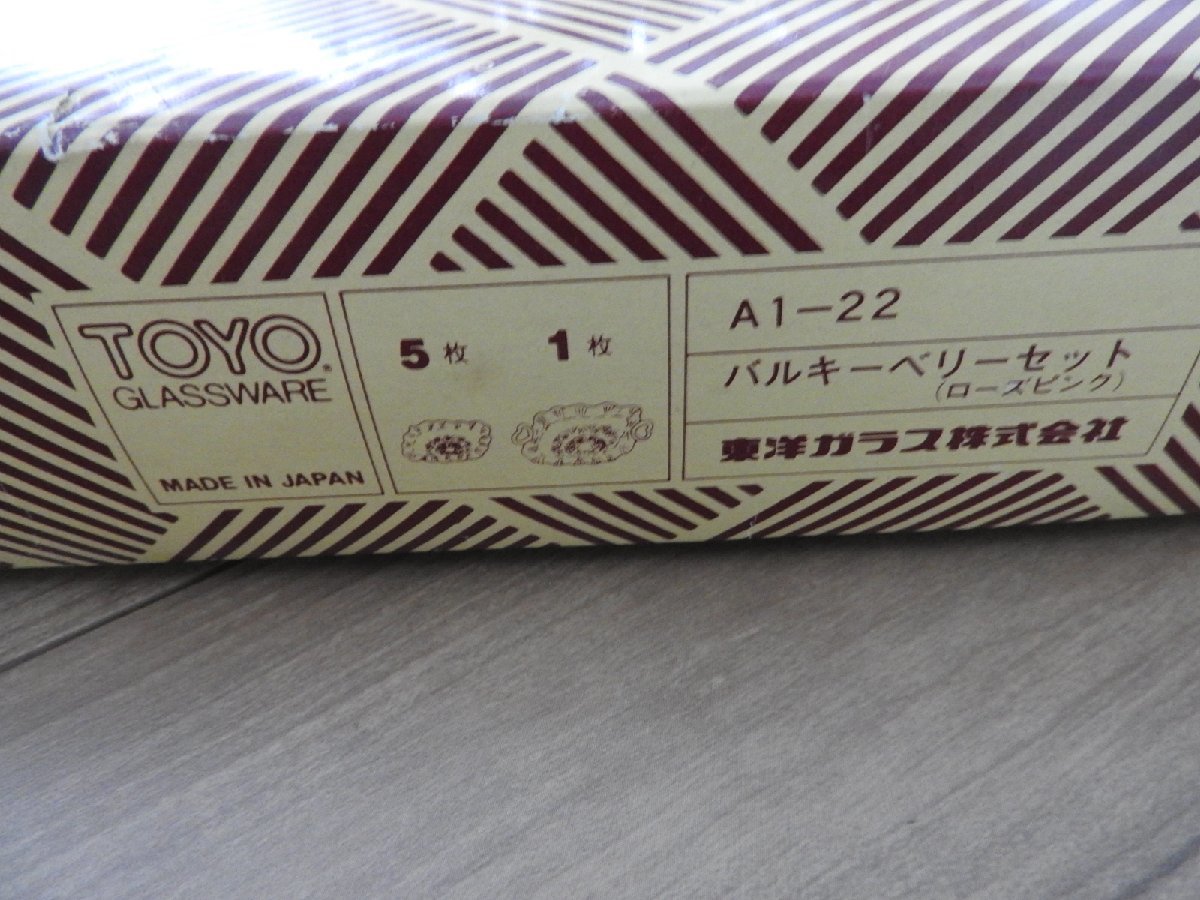 TOYO
GLASSWARE
MADE IN JAPAN
5枚 1枚
A1-22
バルキーベリーセット
(ローズピンク)
東洋ガラス株式会社